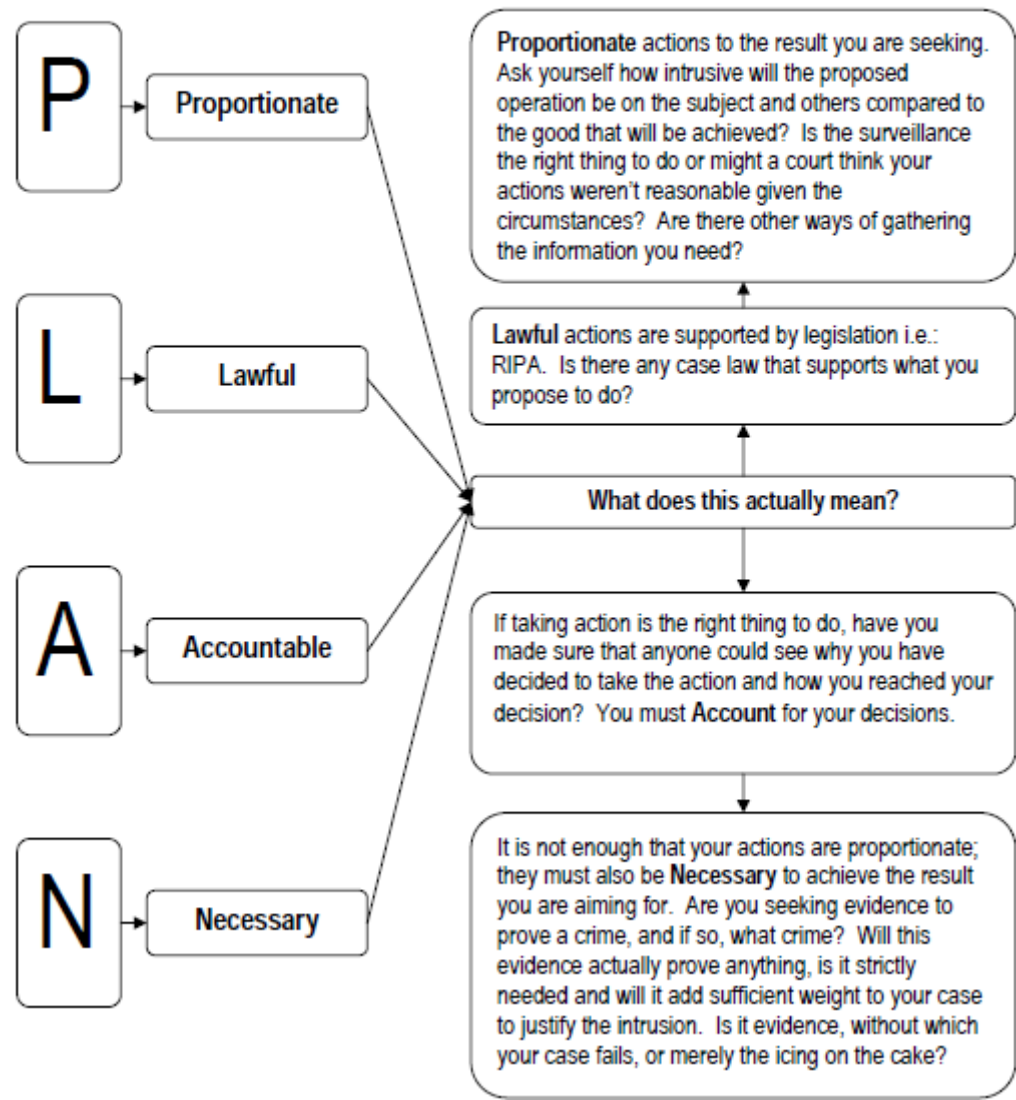 P
Proportionate
L
Lawful
A
Accountable
N
Necessary
Proportionate actions to the result you are seeking.
Ask yourself how intrusive will the proposed
operation be on the subject and others compared to
the good that will be achieved? Is the surveillance
the right thing to do or might a court think your
actions weren't reasonable given the
circumstances? Are there other ways of gathering
the information you need?
Lawful actions are supported by legislation i.e.:
RIPA. Is there any case law that supports what you
propose to do?
What does this actually mean?
If taking action is the right thing to do, have you
made sure that anyone could see why you have
decided to take the action and how you reached your
decision? You must Account for your decisions.
It is not enough that your actions are proportionate;
they must also be Necessary to achieve the result
you are aiming for. Are you seeking evidence to
prove a crime, and if so, what crime? Will this
evidence actually prove anything, is it strictly
needed and will it add sufficient weight to your case
to justify the intrusion. Is it evidence, without which
your case fails, or merely the icing on the cake?